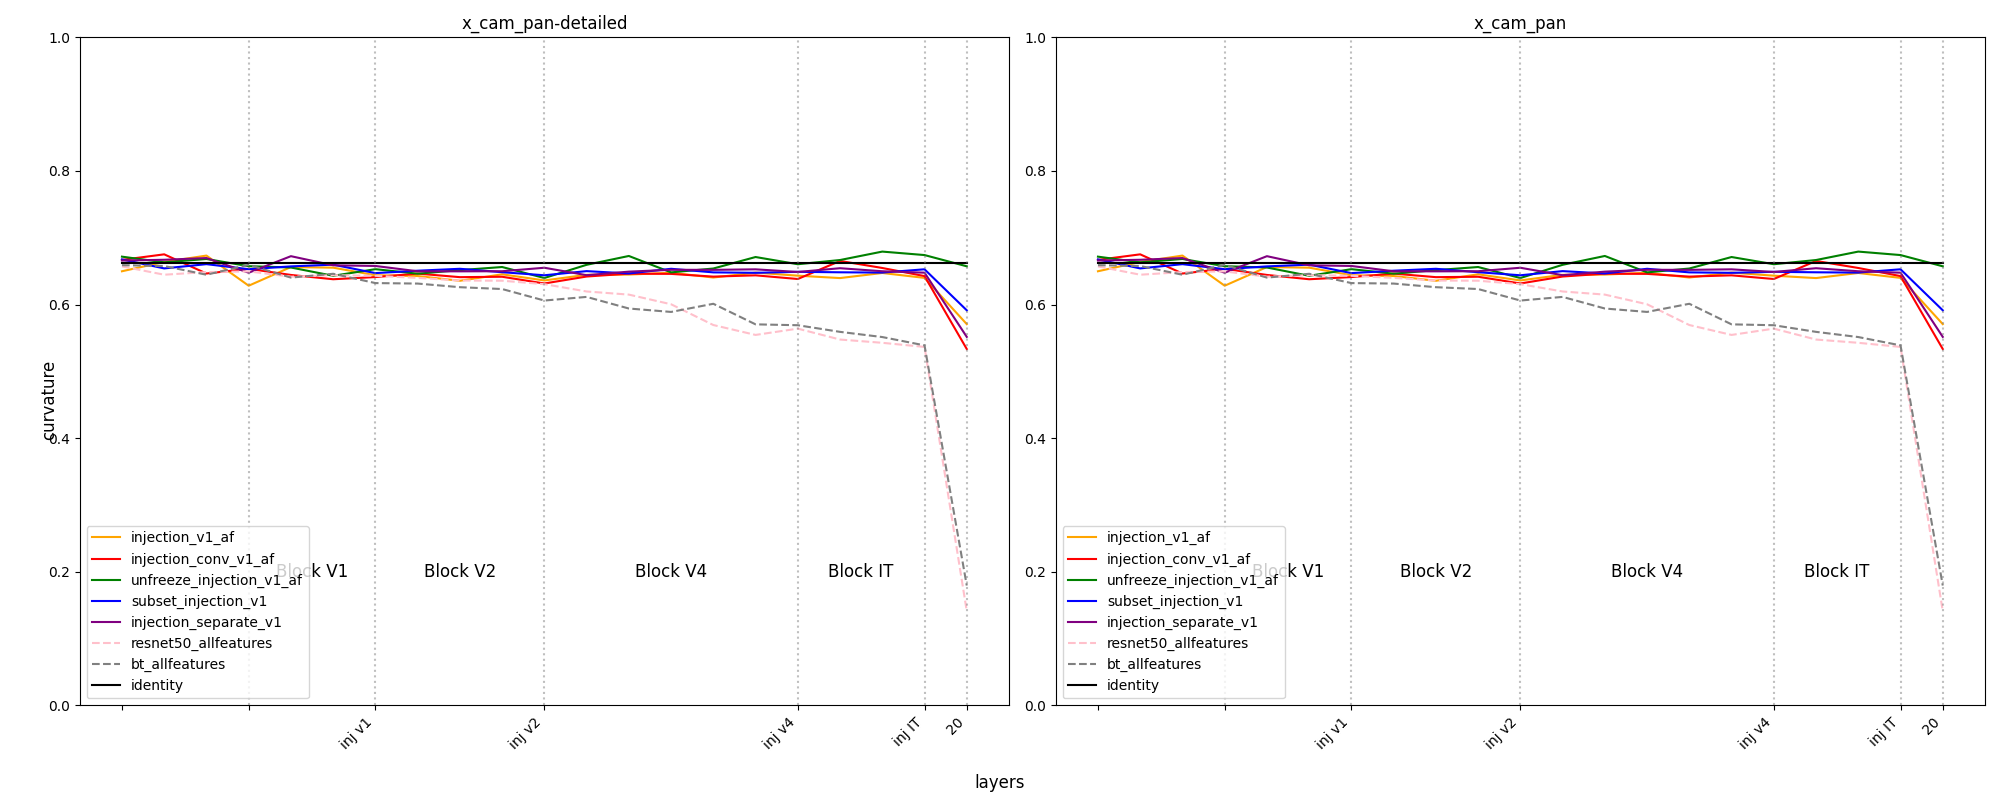 x_cam_pan-detailed
curvature
1.0
0.8
0.6
0.4
0.2
0.0
Block V1
Block V2
Block V4
Block IT
injection_v1_af
injection_conv_v1_af
unfreeze_injection_v1_af
subset_injection_v1
injection_separate_v1
resnet50_allfeatures
bt_allfeatures
identity
inj v1
inj v2
inj v4
inj IT
20
x_cam_pan
1.0
0.8
0.6
0.4
0.2
0.0
Block V1
Block V2
Block V4
Block IT
injection_v1_af
injection_conv_v1_af
unfreeze_injection_v1_af
subset_injection_v1
injection_separate_v1
resnet50_allfeatures
bt_allfeatures
identity
inj v1
inj v2
inj v4
inj IT
20
layers